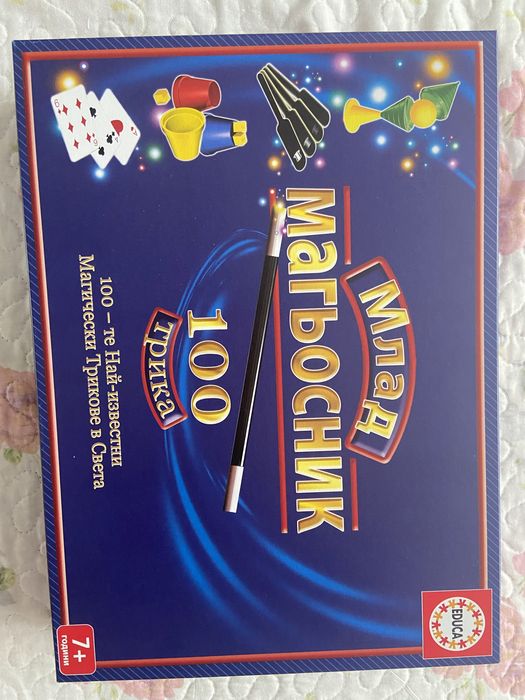 Млад
Магьосник
100
трика
100 – те Най-известни
Магически Трикове в Света
EDUCA
7+
години